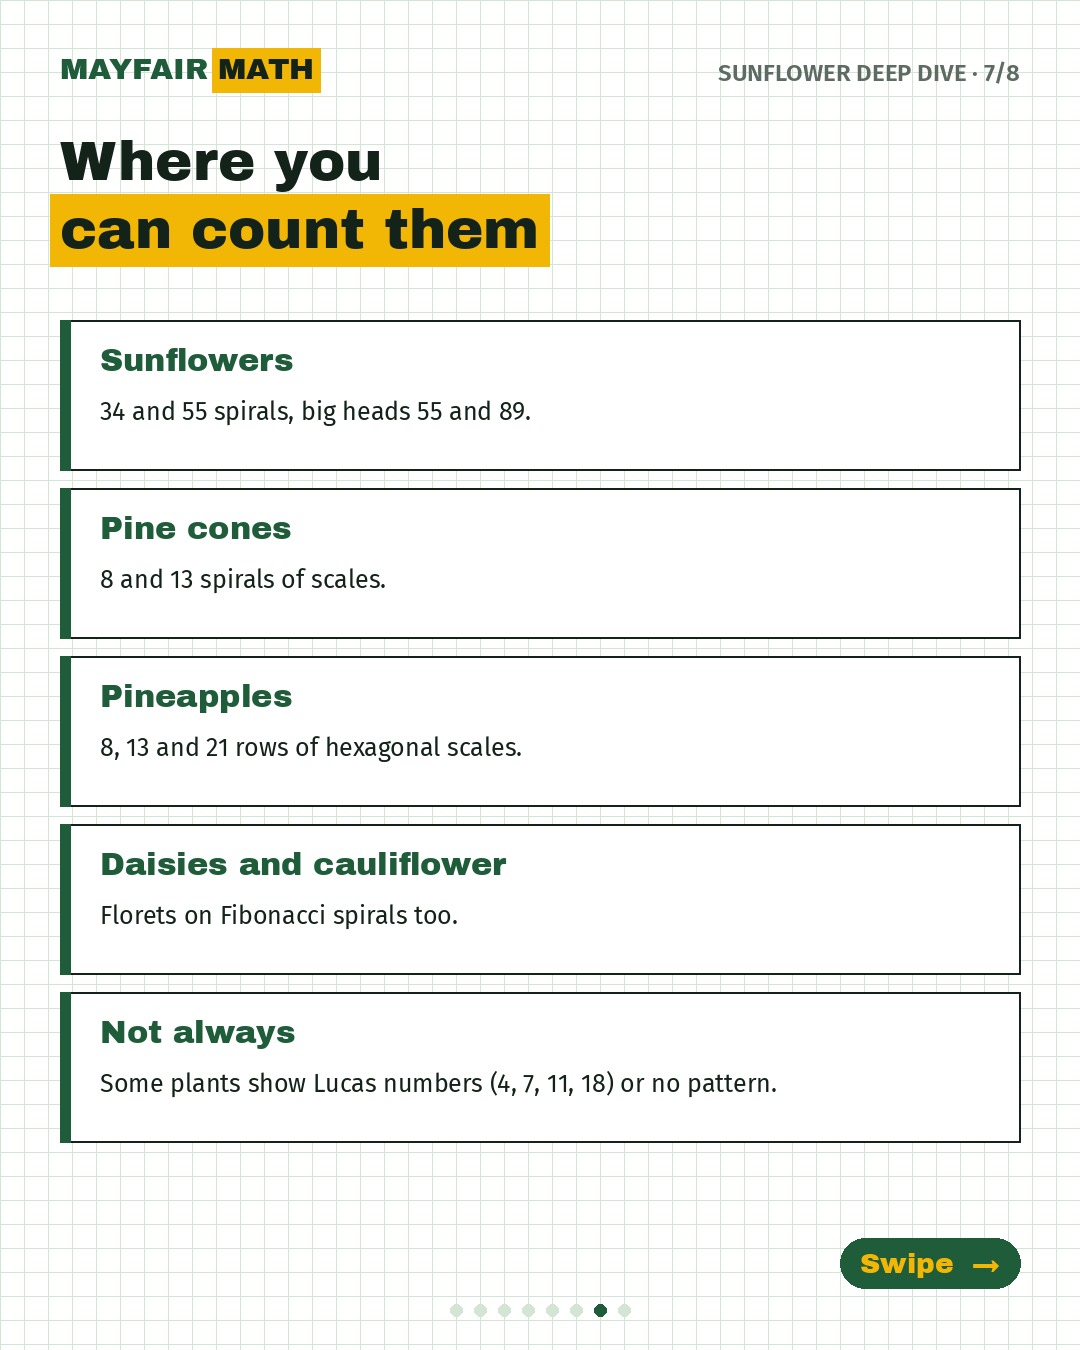 MAYFAIR MATH
SUNFLOWER DEEP DIVE · 7/8
Where you
can count them
Sunflowers
34 and 55 spirals, big heads 55 and 89.
Pine cones
8 and 13 spirals of scales.
Pineapples
8, 13 and 21 rows of hexagonal scales.
Daisies and cauliflower
Florets on Fibonacci spirals too.
Not always
Some plants show Lucas numbers (4, 7, 11, 18) or no pattern.
Swipe →